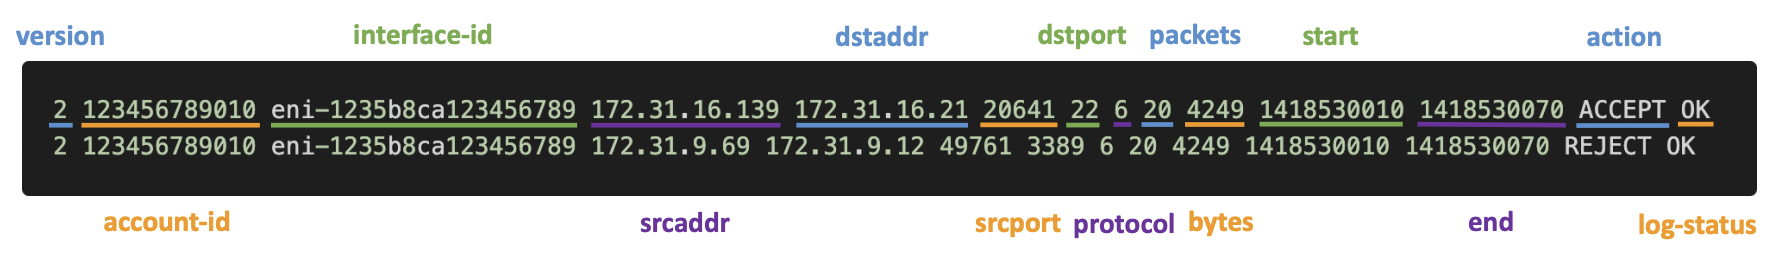 version interface-id dstaddr dstport packets start action
2 123456789010 eni-1235b8ca123456789 172.31.16.139 172.31.16.21 20641 22 6 20 4249 1418530010 1418530070 ACCEPT OK
2 123456789010 eni-1235b8ca123456789 172.31.9.69 172.31.9.12 49761 3389 6 20 4249 1418530010 1418530070 REJECT OK
account-id srcaddr srcport protocol bytes end log-status